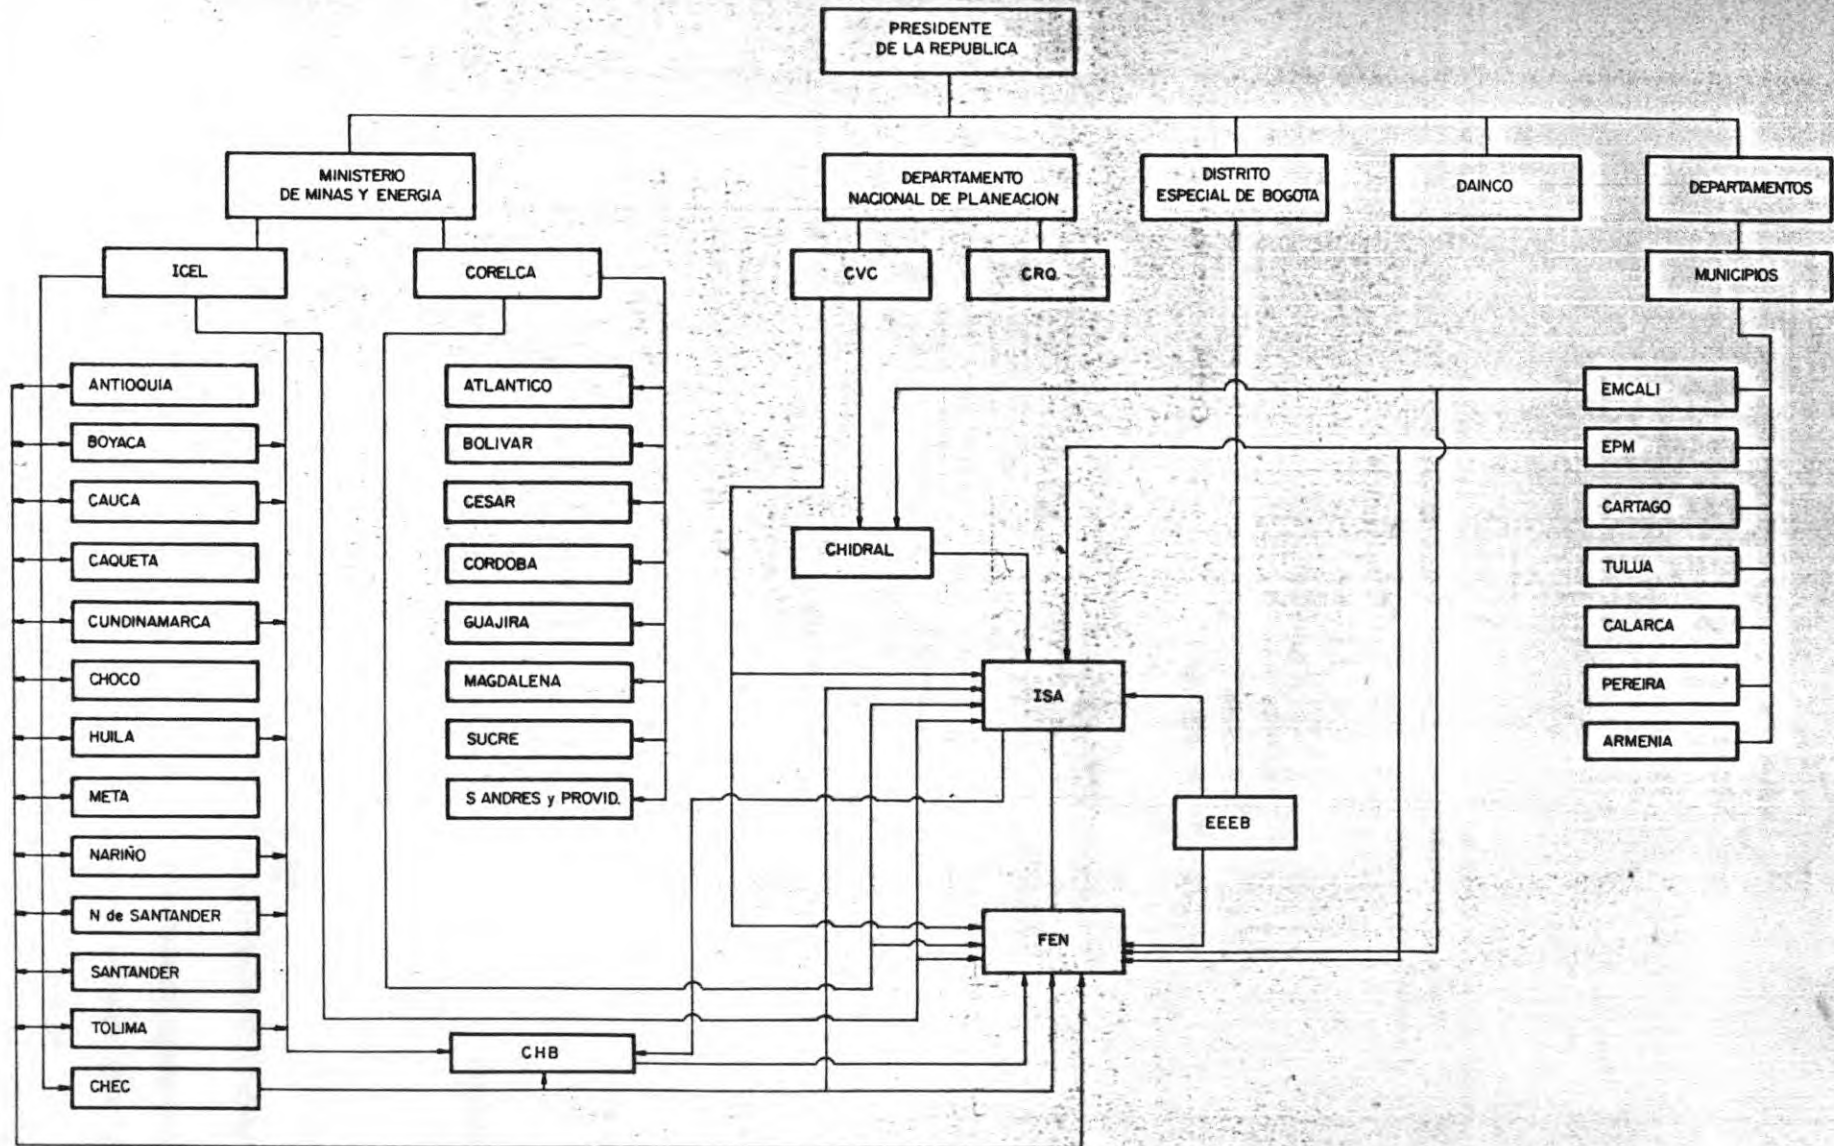 PRESIDENTE
DE LA REPUBLICA
MINISTERIO
DE MINAS Y ENERGIA
DEPARTAMENTO
NACIONAL DE PLANEACION
DISTRITO
ESPECIAL DE BOGOTA
DAINCO
DEPARTAMENTOS
ICEL
CORELCA
CVC
CRQ
MUNICIPIOS
ANTIOQUIA
BOYACA
CAUCA
CAQUETA
CUNDINAMARCA
CHOCO
HUILA
META
NARIÑO
N de SANTANDER
SANTANDER
TOLIMA
CHEC
ATLANTICO
BOLIVAR
CESAR
CORDOBA
GUAJIRA
MAGDALENA
SUCRE
S ANDRES y PROVID.
CHIDRAL
ISA
EEEB
FEN
CHB
EMCALI
EPM
CARTAGO
TULUA
CALARCA
PEREIRA
ARMENIA